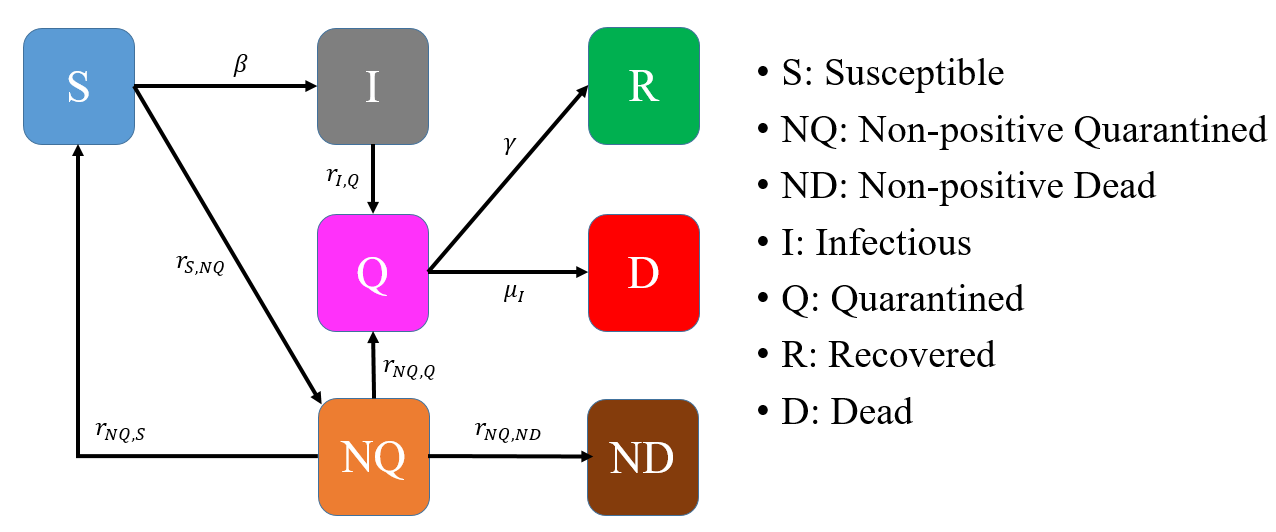 S
β
I
R
γ
r_{I,Q}
Q
D
μ_I
r_{S,NQ}
r_{NQ,Q}
r_{NQ,S}
NQ
r_{NQ,ND}
ND
• S: Susceptible
• NQ: Non-positive Quarantined
• ND: Non-positive Dead
• I: Infectious
• Q: Quarantined
• R: Recovered
• D: Dead